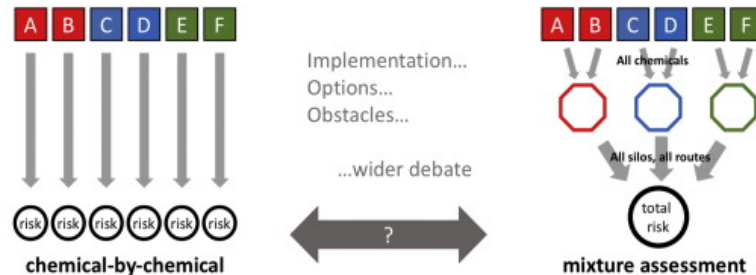 A B C D E F
A B C D E F
All chemicals
Implementation...
Options...
Obstacles...
...wider debate
All silos, all routes
risk risk risk risk risk risk
?
total
risk
chemical-by-chemical
mixture assessment